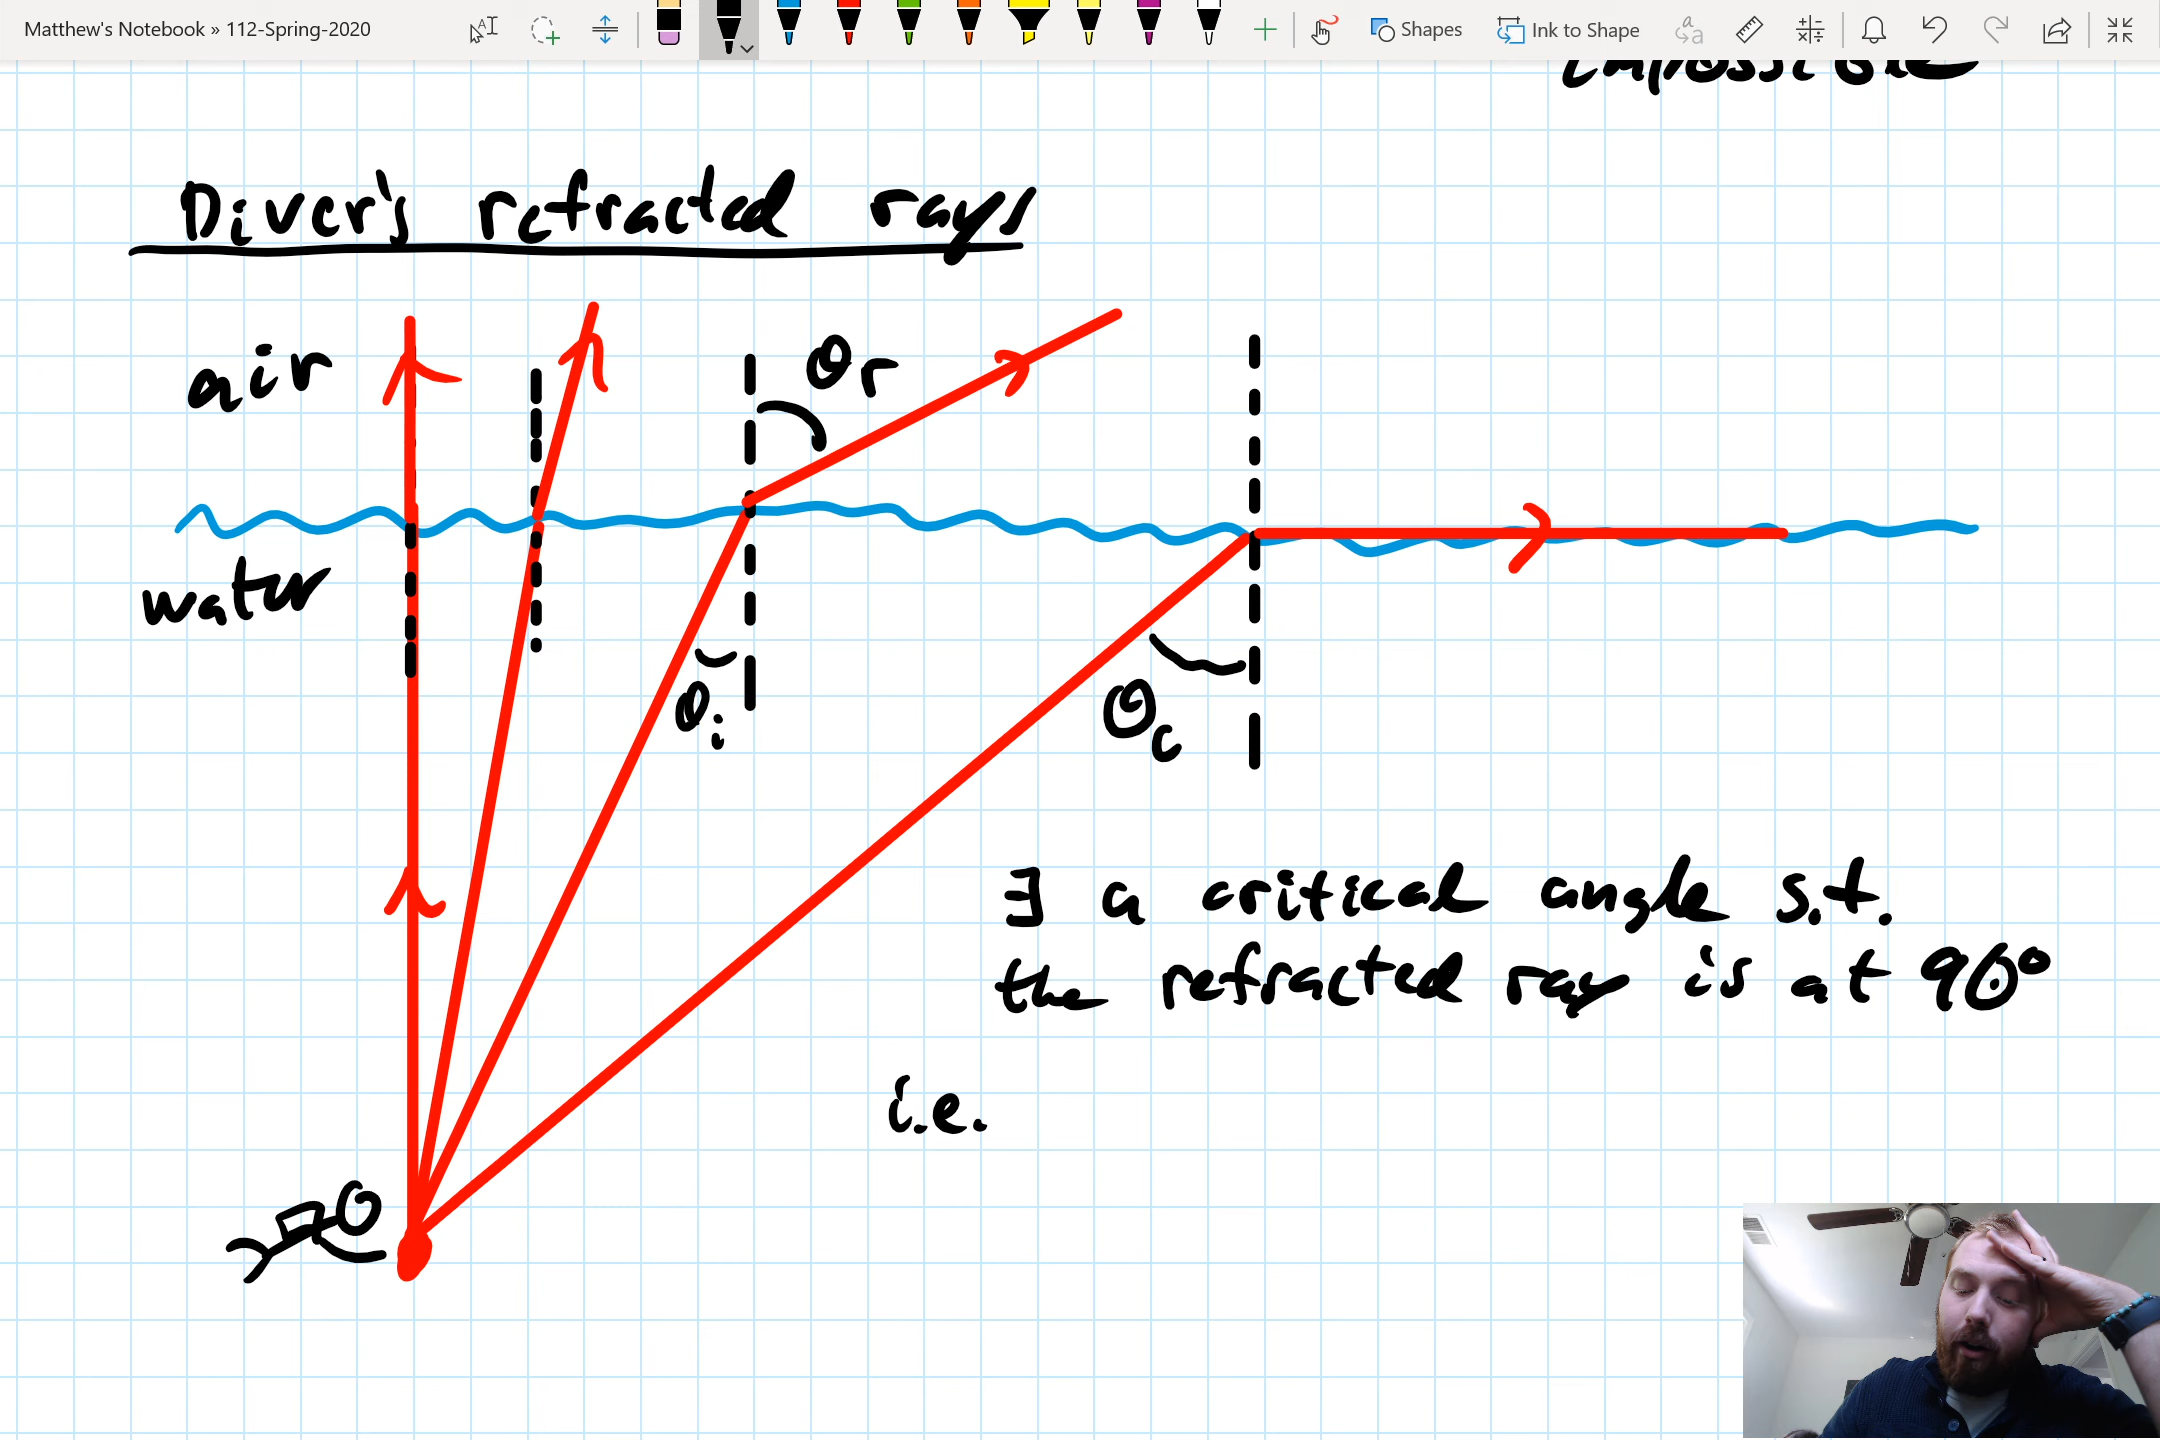 Matthew's Notebook » 112-Spring-2020
Shapes
Ink to Shape
impossible
Diver's refracted rays
air
θr
water
θi
θc
∃ a critical angle s.t.
the refracted ray is at 90°
i.e.